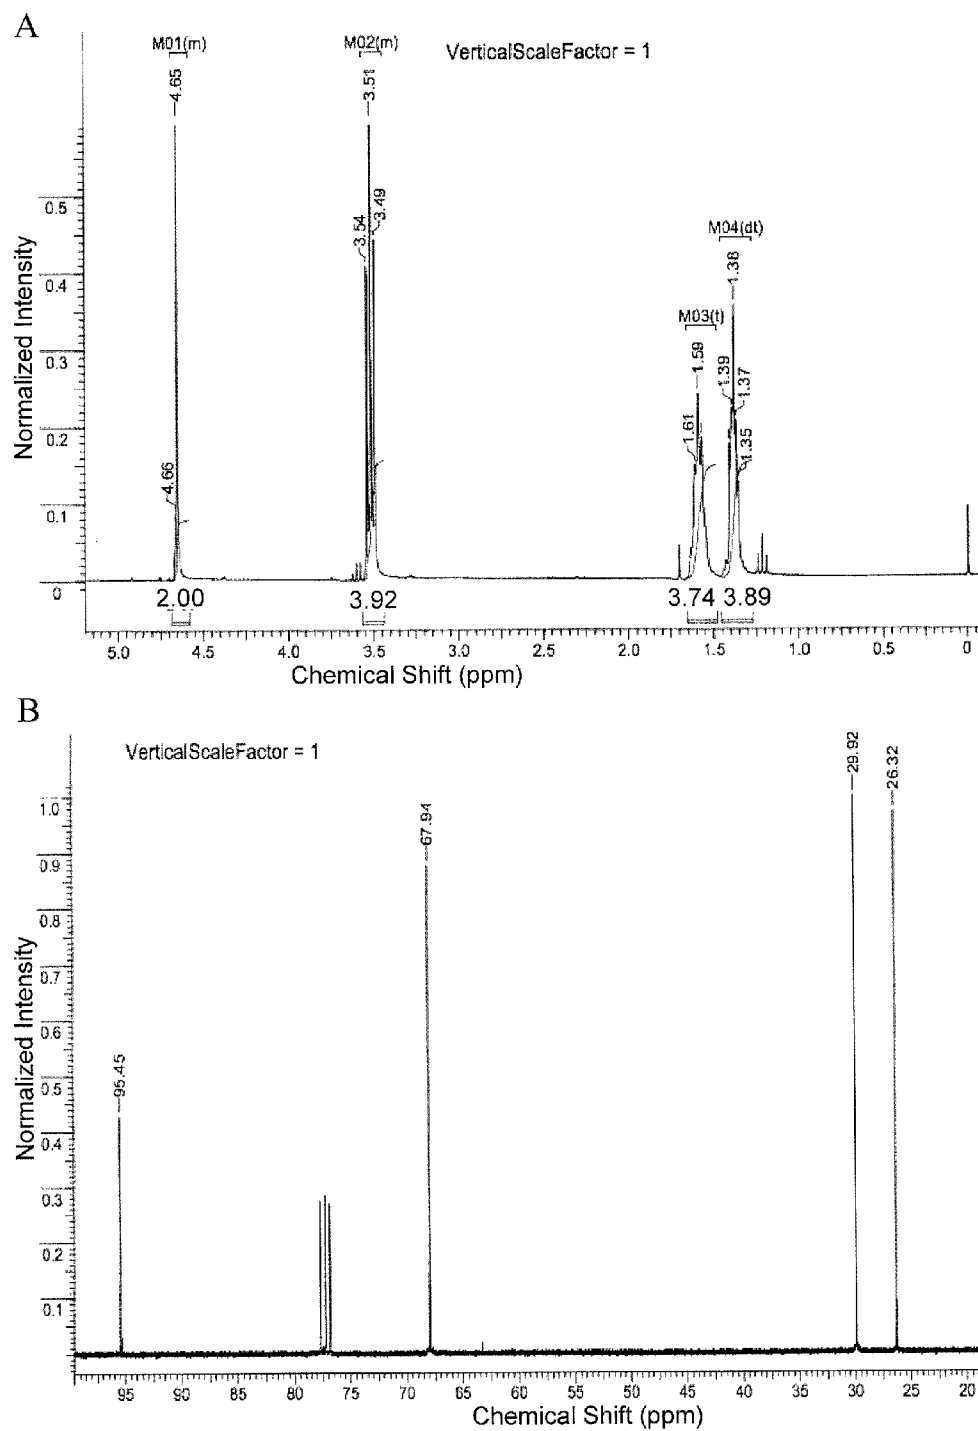 A
M01(m)
M02(m)
VerticalScaleFactor = 1
4.65
3.51
3.54
3.49
4.66
M04(dt)
1.38
M03(t)
1.59
1.39
1.37
1.61
1.35
Normalized Intensity
0.5
0.4
0.3
0.2
0.1
0
2.00
3.92
3.74
3.89
5.0 4.5 4.0 3.5 3.0 2.5 2.0 1.5 1.0 0.5 0
Chemical Shift (ppm)
B
VerticalScaleFactor = 1
29.92
26.32
67.94
95.45
Normalized Intensity
1.0
0.9
0.8
0.7
0.6
0.5
0.4
0.3
0.2
0.1
95 90 85 80 75 70 65 60 55 50 45 40 35 30 25 20
Chemical Shift (ppm)